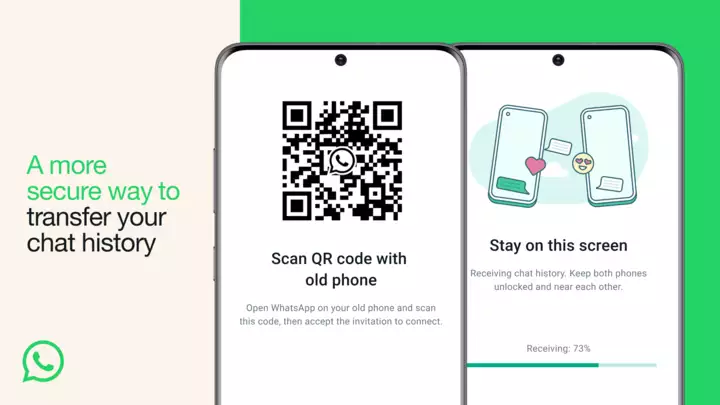 A more
secure way to
transfer your
chat history
Scan QR code with
old phone
Open WhatsApp on your old phone and scan
this code, then accept the invitation to connect.
Stay on this screen
Receiving chat history. Keep both phones
unlocked and near each other.
Receiving: 73%